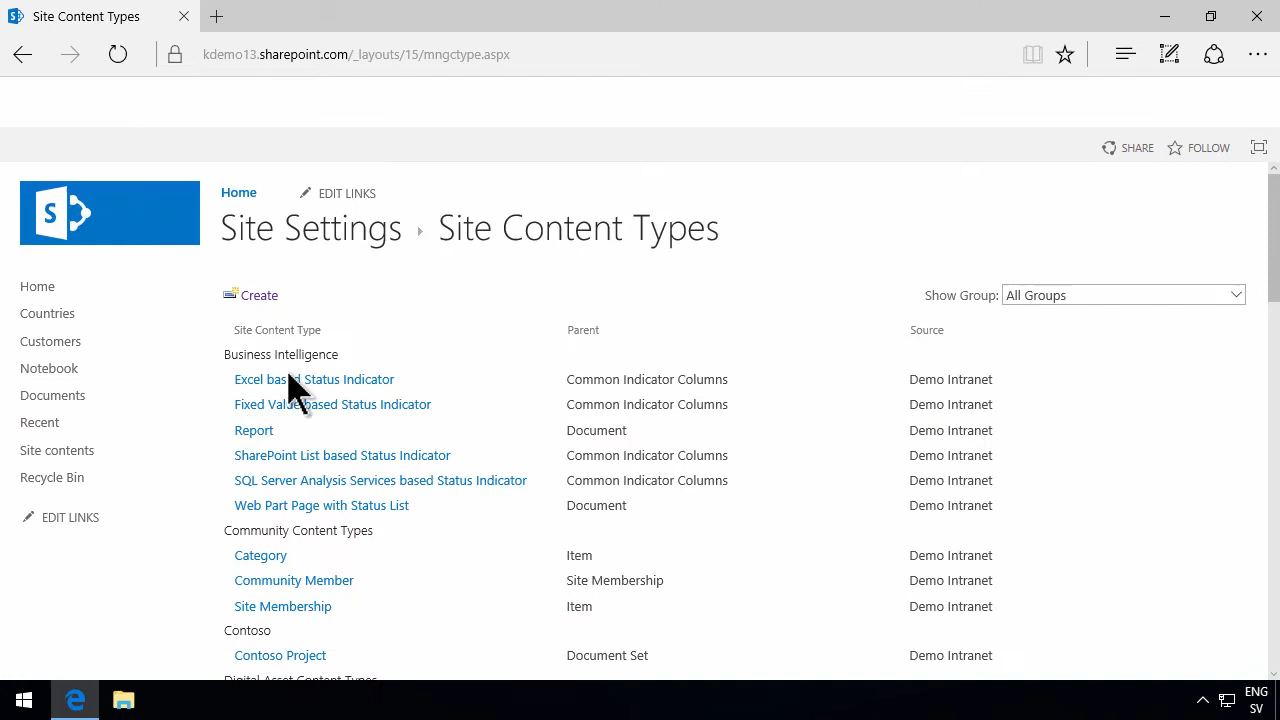 Site Content Types
kdemo13.sharepoint.com/_layouts/15/mngctype.aspx
SHARE FOLLOW
S
Home EDIT LINKS
Site Settings Site Content Types
Home
Countries
Customers
Notebook
Documents
Recent
Site contents
Recycle Bin
EDIT LINKS
Create Show Group: All Groups
Site Content Type Parent Source
Business Intelligence
Excel based Status Indicator Common Indicator Columns Demo Intranet
Fixed Value based Status Indicator Common Indicator Columns Demo Intranet
Report Document Demo Intranet
SharePoint List based Status Indicator Common Indicator Columns Demo Intranet
SQL Server Analysis Services based Status Indicator Common Indicator Columns Demo Intranet
Web Part Page with Status List Document Demo Intranet
Community Content Types
Category Item Demo Intranet
Community Member Site Membership Demo Intranet
Site Membership Item Demo Intranet
Contoso
Contoso Project Document Set Demo Intranet
Digital Asset Content Types
ENG
SV